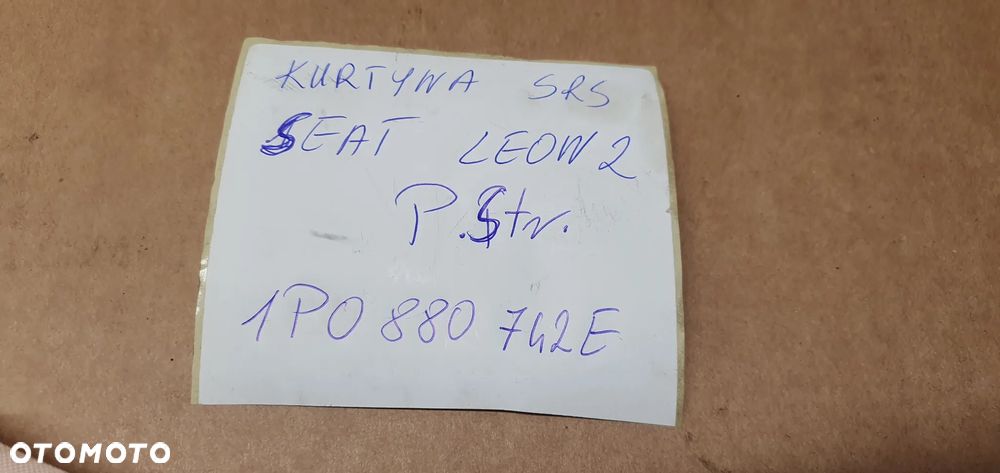 KURTYNA SRS
SEAT LEON 2
P.Str.
1P0 880 742E
OTOMOTO